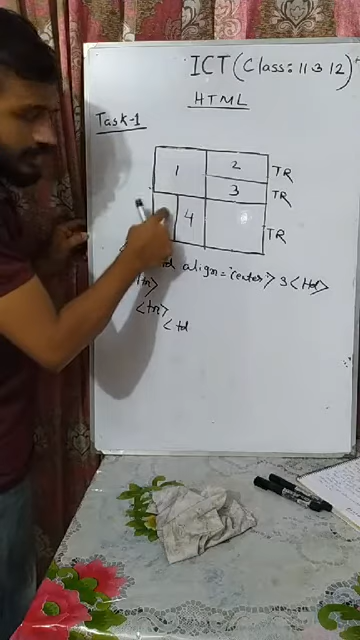 ICT (Class: 11 & 12)
HTML
Task-1
1 2 TR
3 TR
4 TR
td align="center"> 3 </td>
</tr>
<tr>
<td